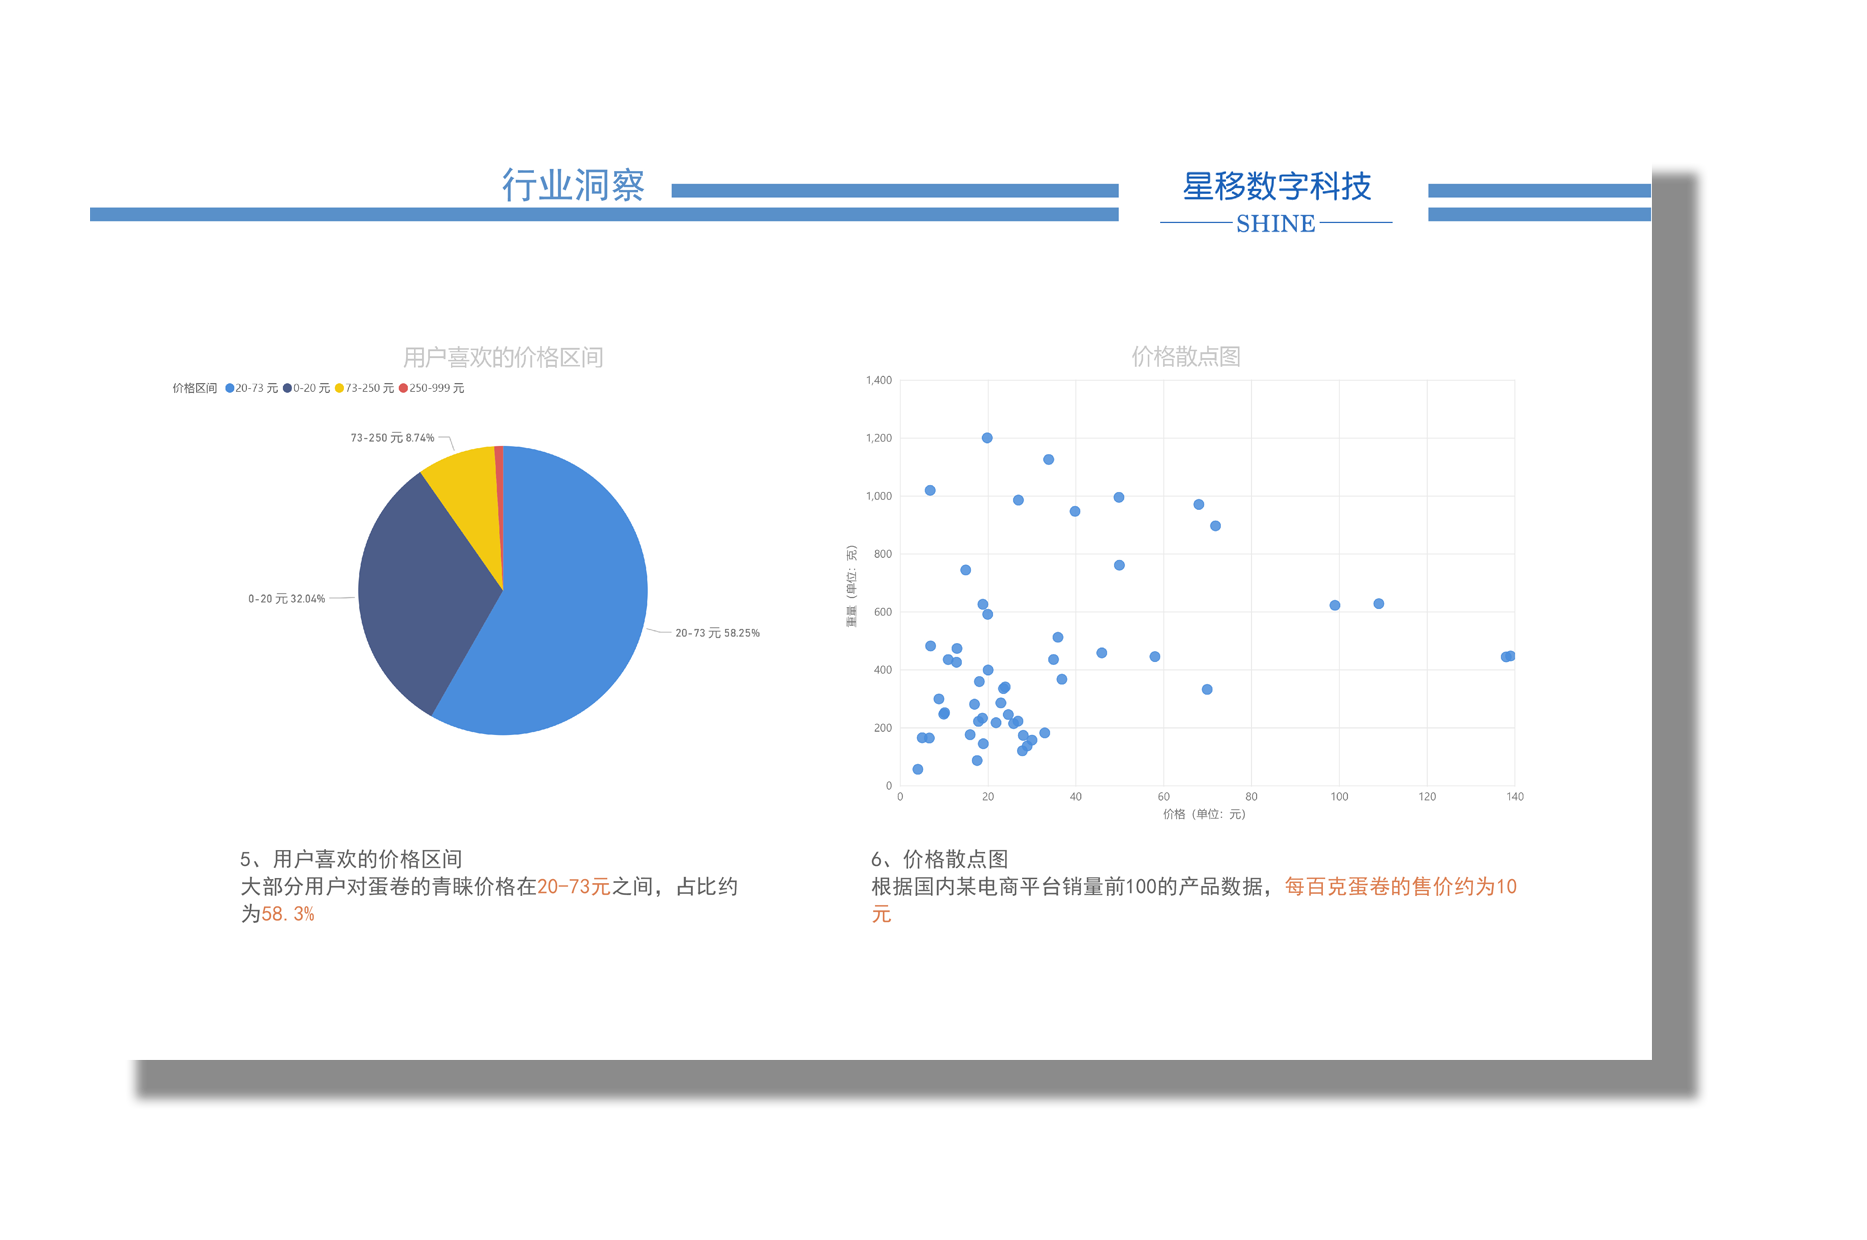 行业洞察
星移数字科技
SHINE
用户喜欢的价格区间
价格区间 20-73 元 0-20 元 73-250 元 250-999 元
73-250 元 8.74%
0-20 元 32.04%
20-73 元 58.25%
5、用户喜欢的价格区间
大部分用户对蛋卷的青睐价格在20-73元之间，占比约
为58.3%
价格散点图
1,400
1,200
1,000
800
600
400
200
0
重量（单位：克）
0 20 40 60 80 100 120 140
价格（单位：元）
6、价格散点图
根据国内某电商平台销量前100的产品数据，每百克蛋卷的售价约为10
元